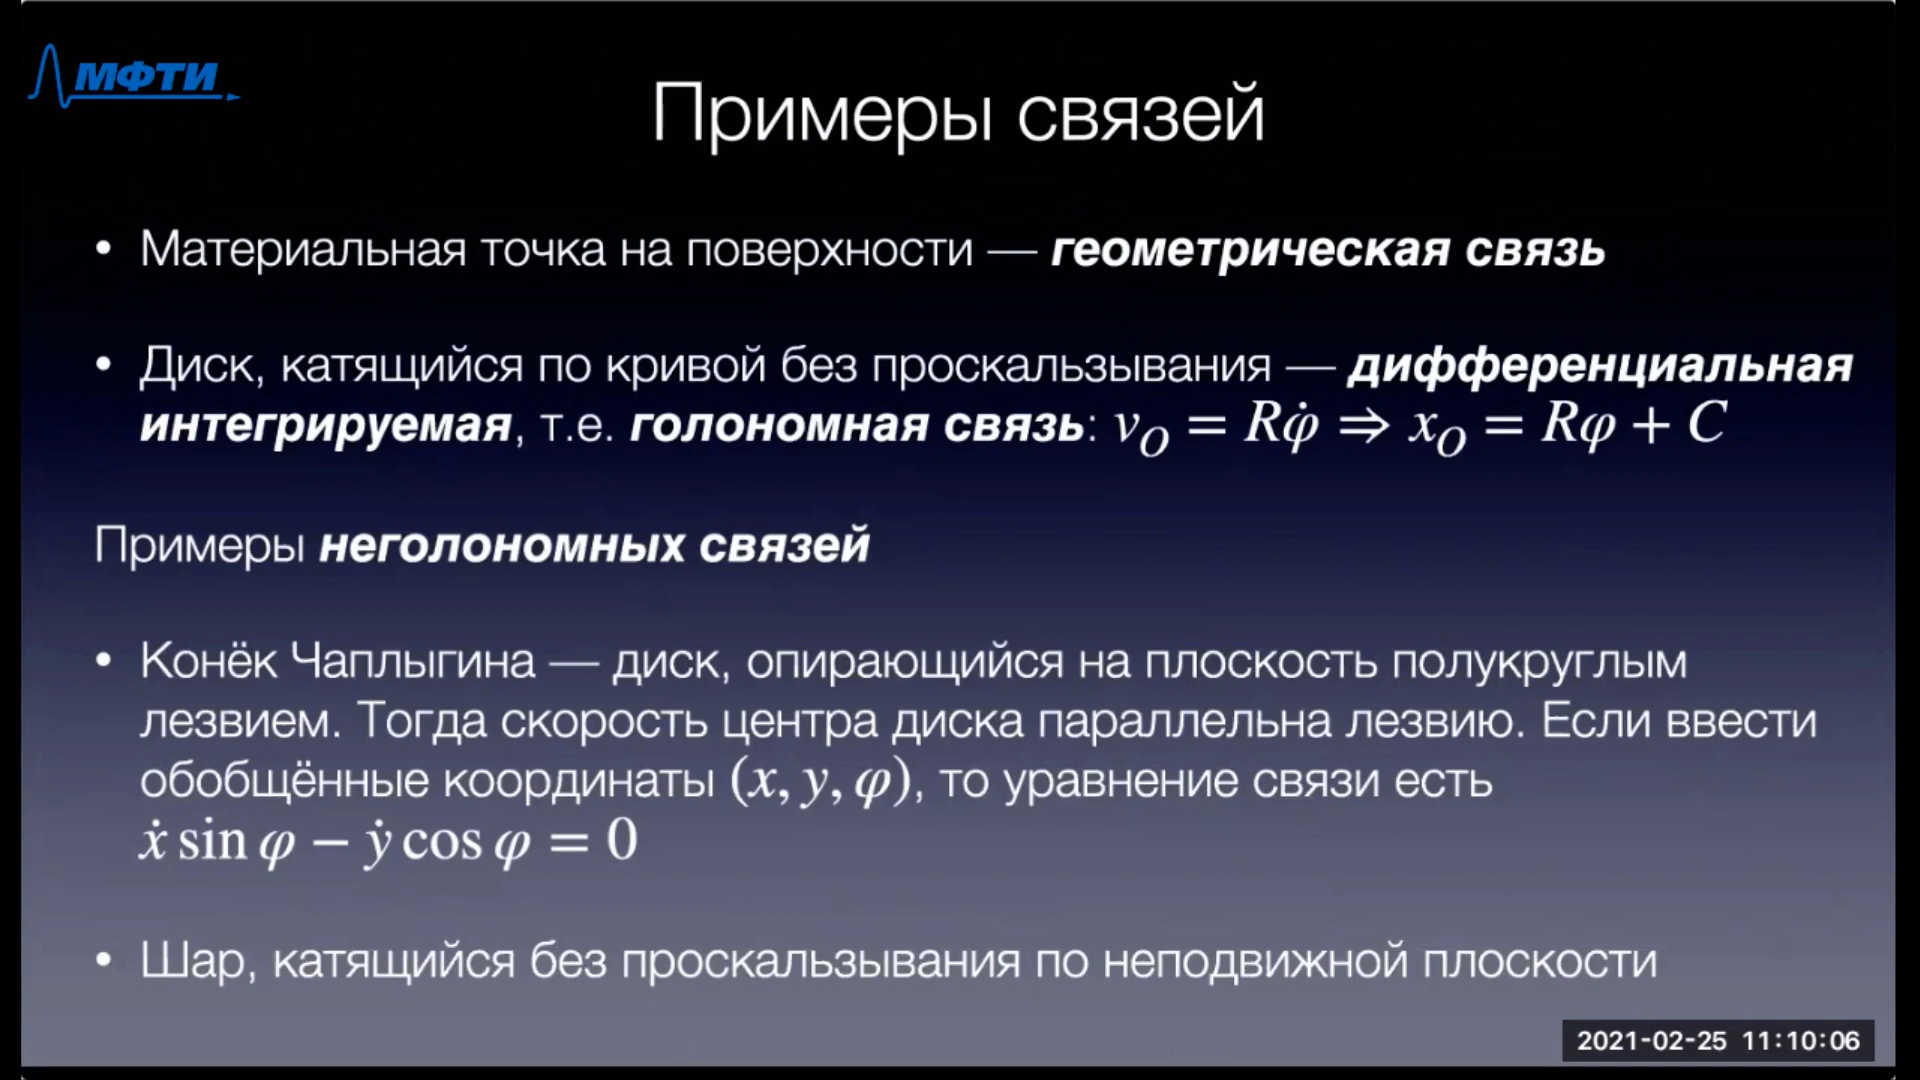 МФТИ
Примеры связей
• Материальная точка на поверхности — геометрическая связь
• Диск, катящийся по кривой без проскальзывания — дифференциальная
интегрируемая, т.е. голономная связь: v_O = Rφ̇ ⇒ x_O = Rφ + C
Примеры неголономных связей
• Конёк Чаплыгина — диск, опирающийся на плоскость полукруглым
лезвием. Тогда скорость центра диска параллельна лезвию. Если ввести
обобщённые координаты (x, y, φ), то уравнение связи есть
ẋ sin φ − ẏ cos φ = 0
• Шар, катящийся без проскальзывания по неподвижной плоскости
2021-02-25 11:10:06